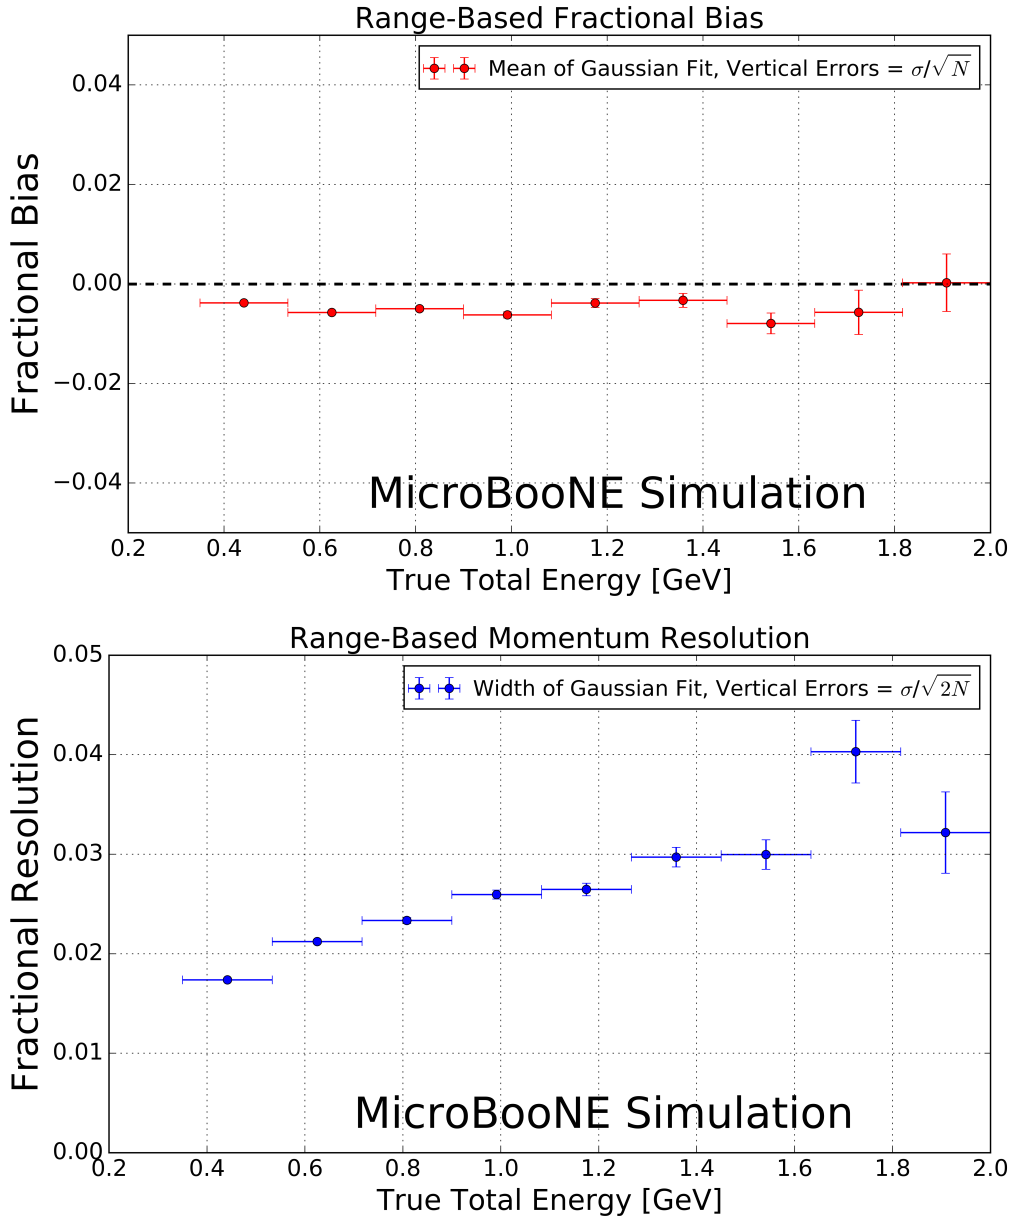 Range-Based Fractional Bias
Mean of Gaussian Fit, Vertical Errors = σ/√N
Fractional Bias
0.04
0.02
0.00
−0.02
−0.04
MicroBooNE Simulation
0.2 0.4 0.6 0.8 1.0 1.2 1.4 1.6 1.8 2.0
True Total Energy [GeV]
Range-Based Momentum Resolution
Width of Gaussian Fit, Vertical Errors = σ/√2N
Fractional Resolution
0.05
0.04
0.03
0.02
0.01
0.00
MicroBooNE Simulation
0.2 0.4 0.6 0.8 1.0 1.2 1.4 1.6 1.8 2.0
True Total Energy [GeV]